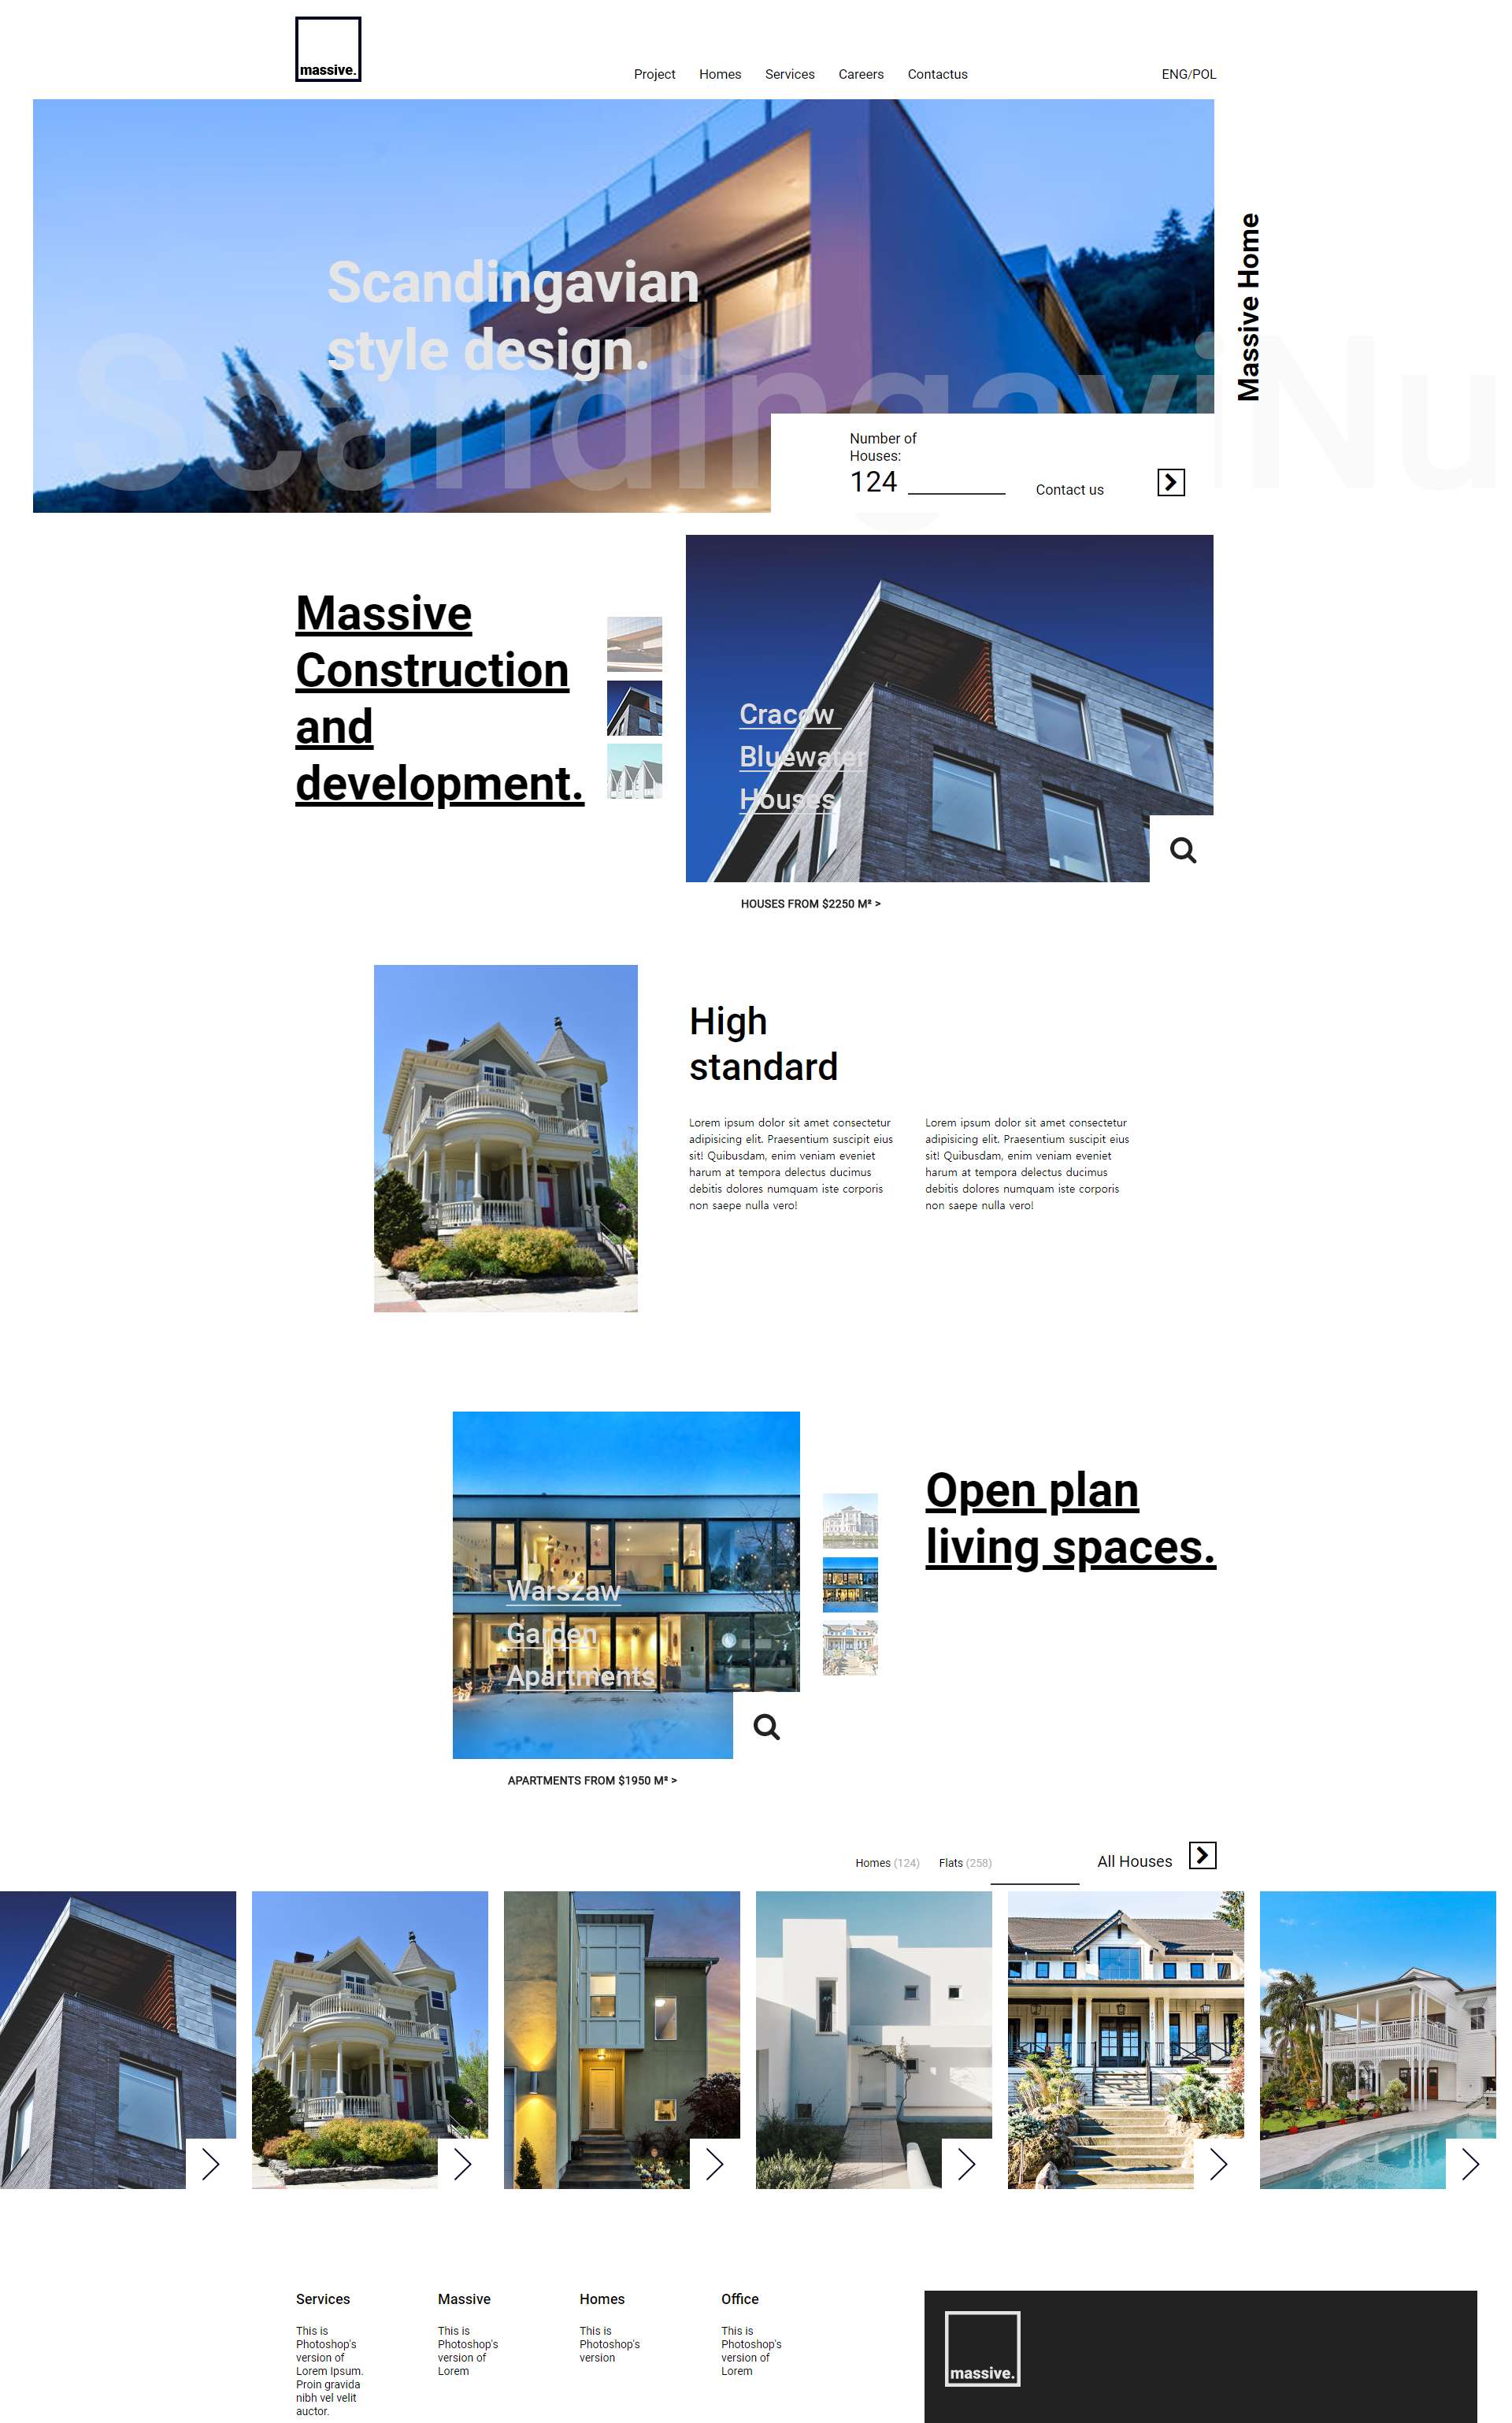 massive.
Project Homes Services Careers Contactus ENG/POL
Massive Home
Scandingavian
style design.
ScandingaviNu
Number of
Houses:
124
Contact us
Massive
Construction
and
development.
Cracow
Bluewater
Houses
HOUSES FROM $2250 M² >
High
standard
Lorem ipsum dolor sit amet consectetur
adipisicing elit. Praesentium suscipit eius
sit! Quibusdam, enim veniam eveniet
harum at tempora delectus ducimus
debitis dolores numquam iste corporis
non saepe nulla vero!
Lorem ipsum dolor sit amet consectetur
adipisicing elit. Praesentium suscipit eius
sit! Quibusdam, enim veniam eveniet
harum at tempora delectus ducimus
debitis dolores numquam iste corporis
non saepe nulla vero!
Warszaw
Garden
Apartments
Open plan
living spaces.
APARTMENTS FROM $1950 M² >
Homes (124) Flats (258)
All Houses
Services
This is
Photoshop's
version of
Lorem Ipsum.
Proin gravida
nibh vel velit
auctor.
Massive
This is
Photoshop's
version of
Lorem
Homes
This is
Photoshop's
version
Office
This is
Photoshop's
version of
Lorem
massive.